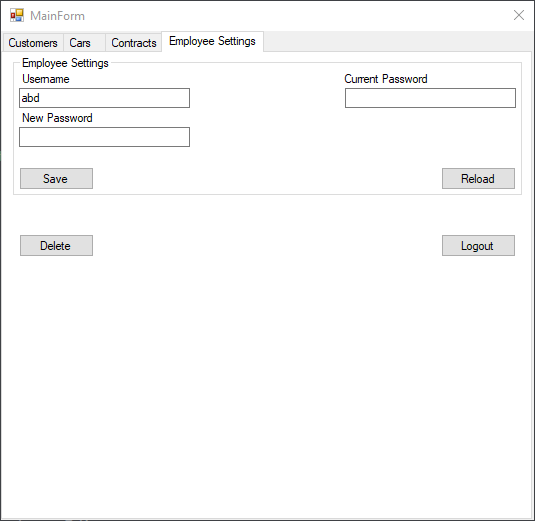 MainForm
Customers Cars Contracts Employee Settings
Employee Settings
Username Current Password
abd
New Password
Save Reload
Delete Logout